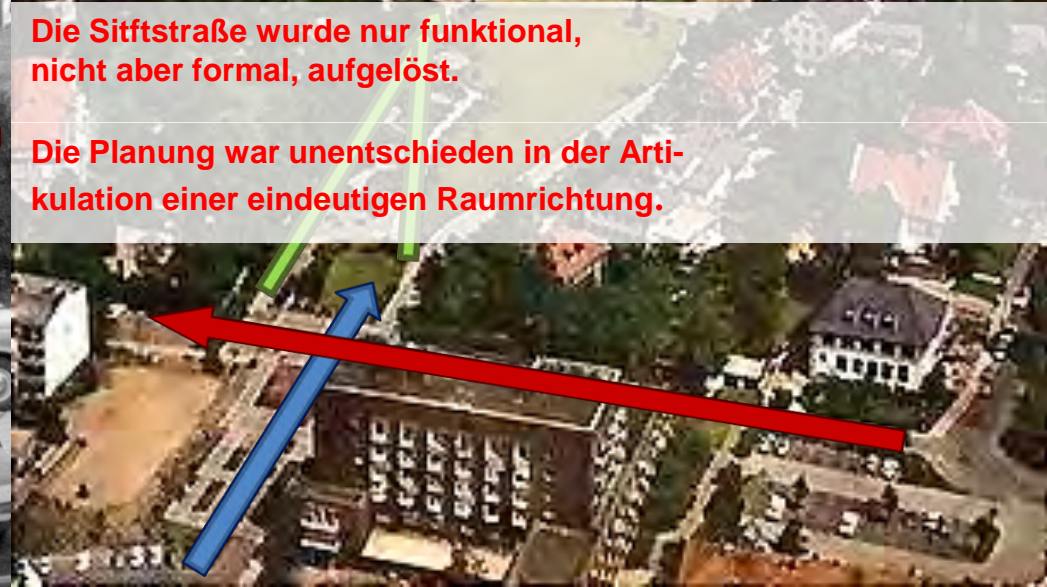 Die Sitftstraße wurde nur funktional,
nicht aber formal, aufgelöst.
Die Planung war unentschieden in der Arti-
kulation einer eindeutigen Raumrichtung.